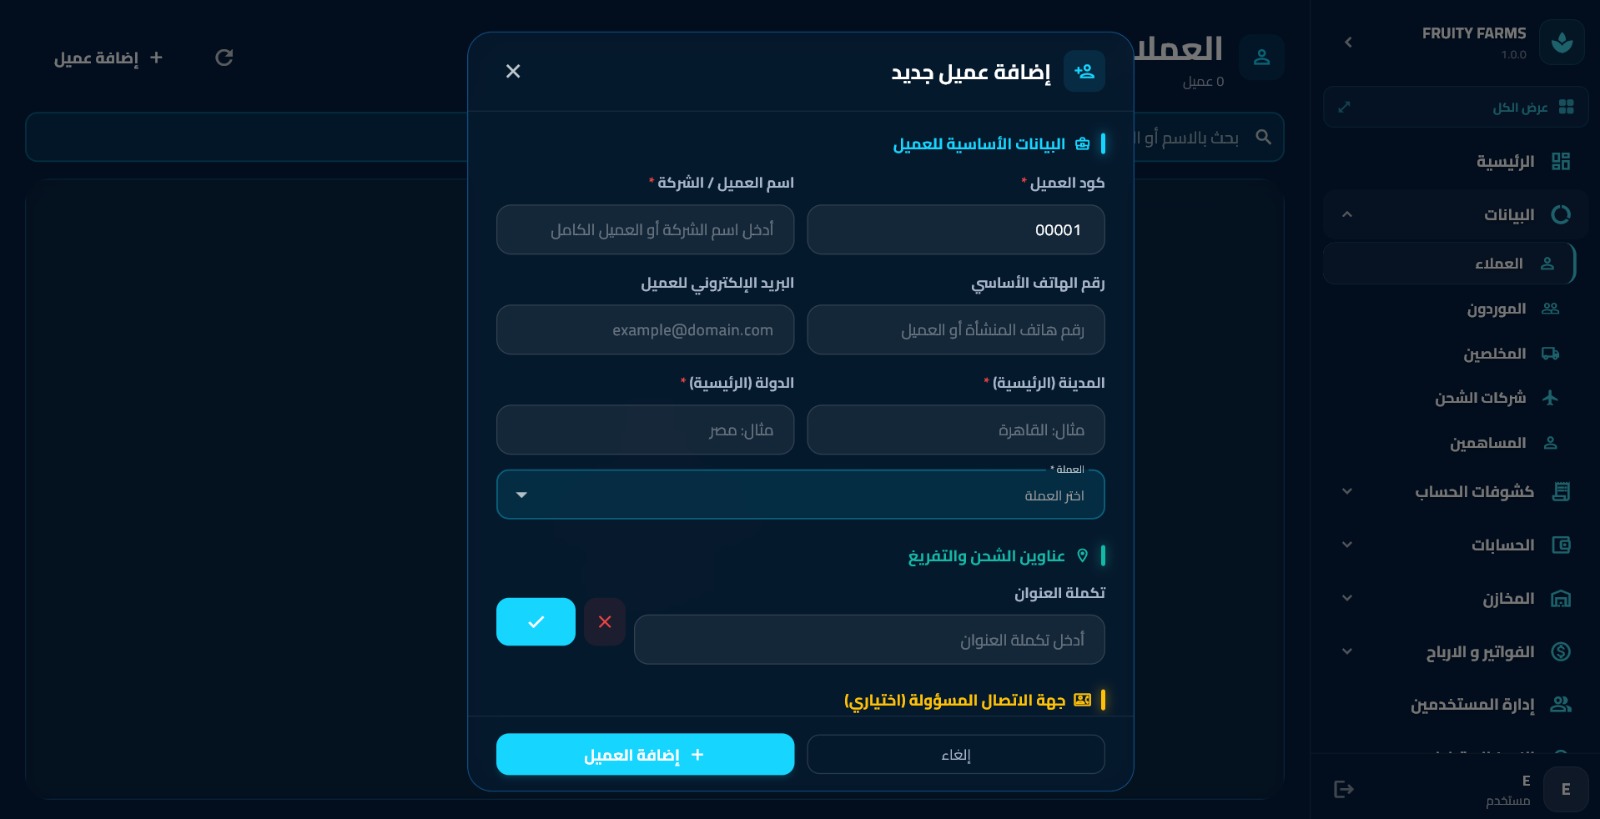 FRUITY FARMS
1.0.0
عرض الكل
الرئيسية
البيانات
العملاء
الموردون
المخلصين
شركات الشحن
المساهمين
كشوفات الحساب
الحسابات
المخازن
الفواتير و الارباح
إدارة المستخدمين
E
E
مستخدم
العملاء
0 عميل
إضافة عميل
بحث بالاسم أو
إضافة عميل جديد
البيانات الأساسية للعميل
كود العميل *
00001
اسم العميل / الشركة *
أدخل اسم الشركة أو العميل الكامل
رقم الهاتف الأساسي
رقم هاتف المنشأة أو العميل
البريد الإلكتروني للعميل
example@domain.com
المدينة (الرئيسية) *
مثال: القاهرة
الدولة (الرئيسية) *
مثال: مصر
العملة *
اختر العملة
عناوين الشحن والتفريغ
تكملة العنوان
أدخل تكملة العنوان
جهة الاتصال المسؤولة (اختياري)
إلغاء
إضافة العميل